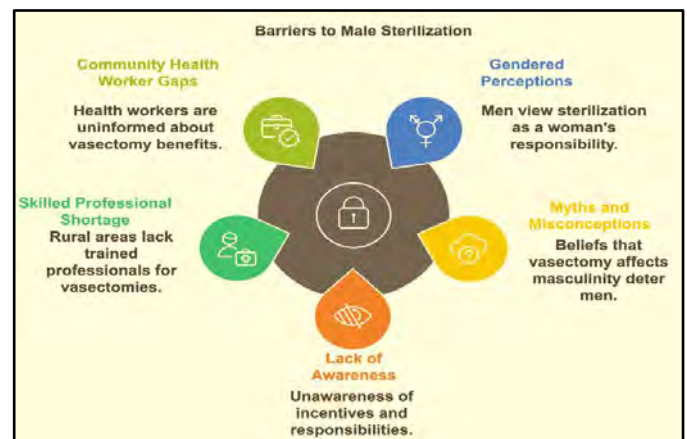 Barriers to Male Sterilization
Community Health
Worker Gaps
Health workers are
uninformed about
vasectomy benefits.
Gendered
Perceptions
Men view sterilization
as a woman's
responsibility.
Skilled Professional
Shortage
Rural areas lack
trained
professionals for
vasectomies.
Myths and
Misconceptions
Beliefs that
vasectomy affects
masculinity deter
men.
Lack of
Awareness
Unawareness of
incentives and
responsibilities.